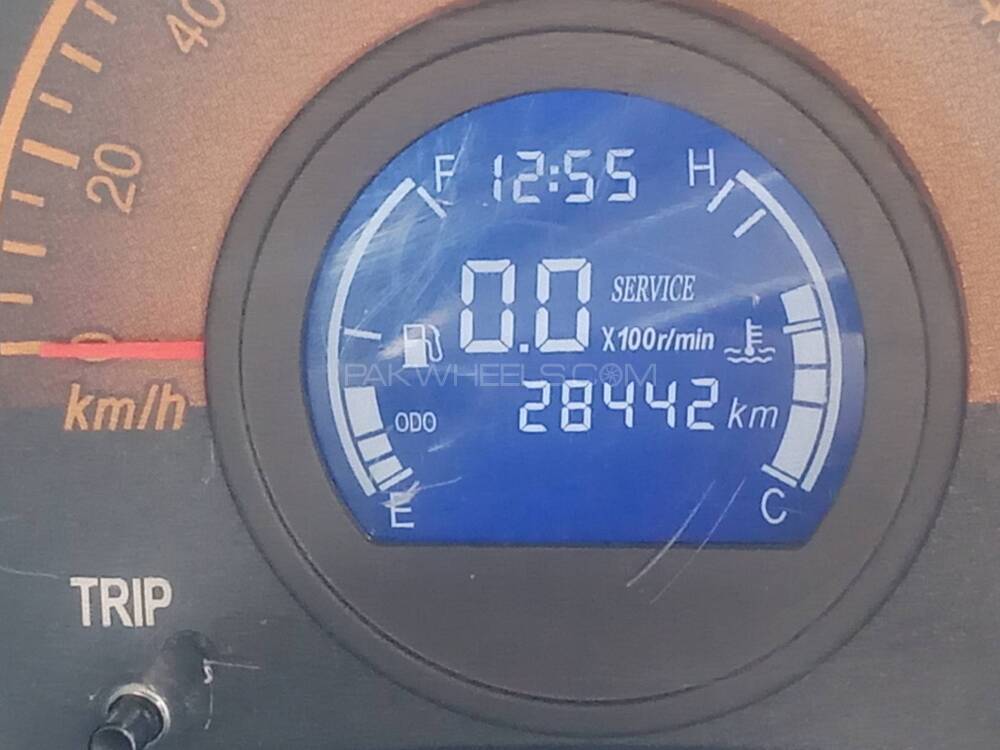 40
20
0
km/h
F 12:55 H
0.0 SERVICE
X100r/min
PAKWHEELS.COM
ODO 28442 km
E C
TRIP